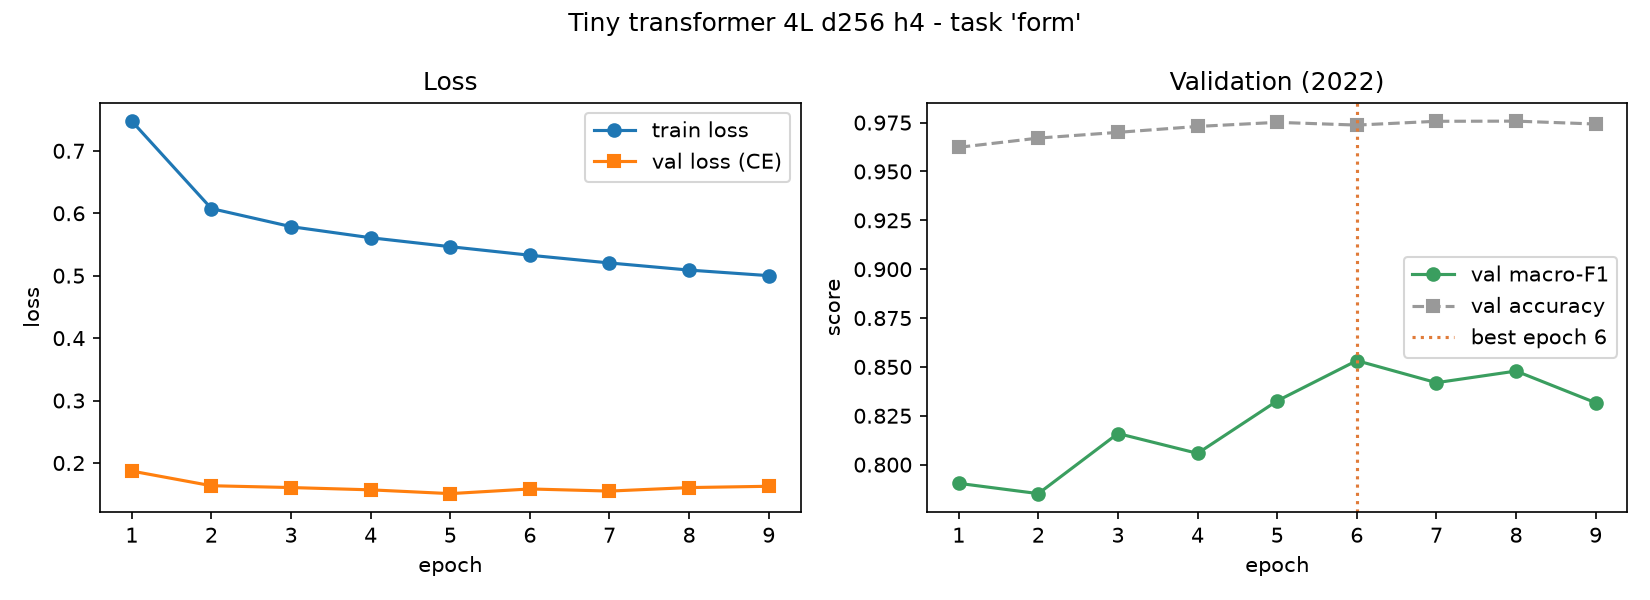 Tiny transformer 4L d256 h4 - task 'form'
Loss
loss
0.7
0.6
0.5
0.4
0.3
0.2
train loss
val loss (CE)
1 2 3 4 5 6 7 8 9
epoch
Validation (2022)
score
0.975
0.950
0.925
0.900
0.875
0.850
0.825
0.800
val macro-F1
val accuracy
best epoch 6
1 2 3 4 5 6 7 8 9
epoch